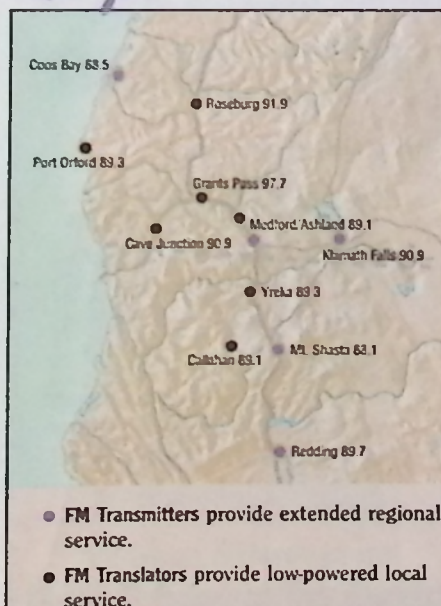 Coos Bay 88.5
Roseburg 91.9
Port Orford 89.3
Grants Pass 97.7
Medford/Ashland 89.1
Cave Junction 90.9
Klamath Falls 90.9
Yreka 89.3
Callahan 89.1
Mt. Shasta 88.1
Redding 89.7
FM Transmitters provide extended regional
service.
FM Translators provide low-powered local
service.